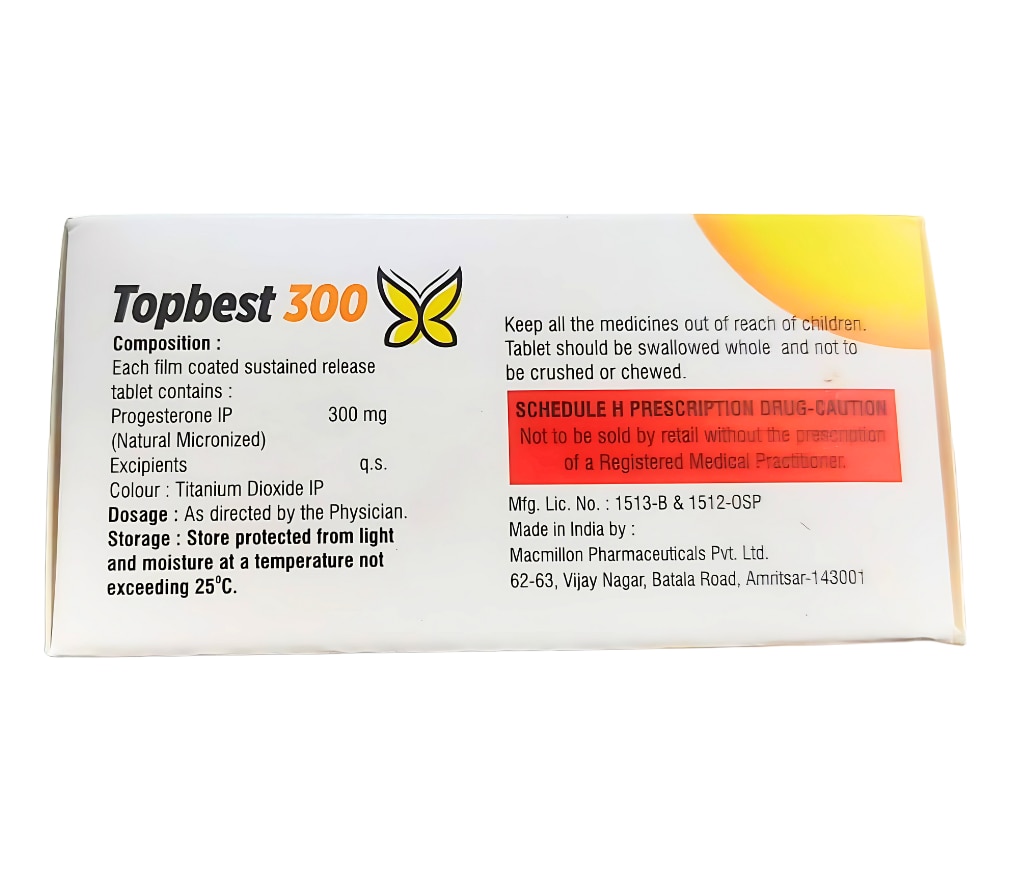 Topbest 300
Composition :
Each film coated sustained release
tablet contains :
Progesterone IP 300 mg
(Natural Micronized)
Excipients q.s.
Colour : Titanium Dioxide IP
Dosage : As directed by the Physician.
Storage : Store protected from light
and moisture at a temperature not
exceeding 25⁰C.
Keep all the medicines out of reach of children.
Tablet should be swallowed whole and not to
be crushed or chewed.
SCHEDULE H PRESCRIPTION DRUG-CAUTION
Not to be sold by retail without the prescription
of a Registered Medical Practitioner.
Mfg. Lic. No. : 1513-B & 1512-OSP
Made in India by :
Macmillon Pharmaceuticals Pvt. Ltd.
62-63, Vijay Nagar, Batala Road, Amritsar-143001